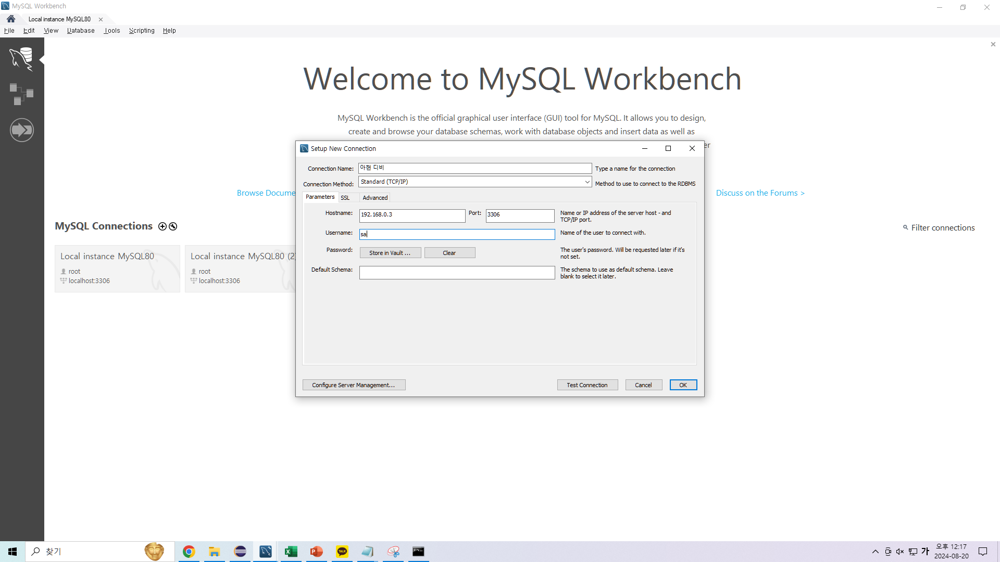 MySQL Workbench
Local instance MySQL80
File Edit View Database Tools Scripting Help
Welcome to MySQL Workbench
MySQL Workbench is the official graphical user interface (GUI) tool for MySQL. It allows you to design,
create and browse your database schemas, work with database objects and insert data as well as
er
Browse Docume
Discuss on the Forums >
MySQL Connections
Filter connections
Local instance MySQL80
root
localhost:3306
Local instance MySQL80 (2)
root
localhost:3306
Setup New Connection
Connection Name: 아현 디비 Type a name for the connection
Connection Method: Standard (TCP/IP) Method to use to connect to the RDBMS
Parameters SSL Advanced
Hostname: 192.168.0.3 Port: 3306 Name or IP address of the server host - and
TCP/IP port.
Username: sa Name of the user to connect with.
Password: Store in Vault ... Clear The user's password. Will be requested later if it's
not set.
Default Schema: The schema to use as default schema. Leave
blank to select it later.
Configure Server Management... Test Connection Cancel OK
찾기
TALK
가
오후 12:17
2024-08-20